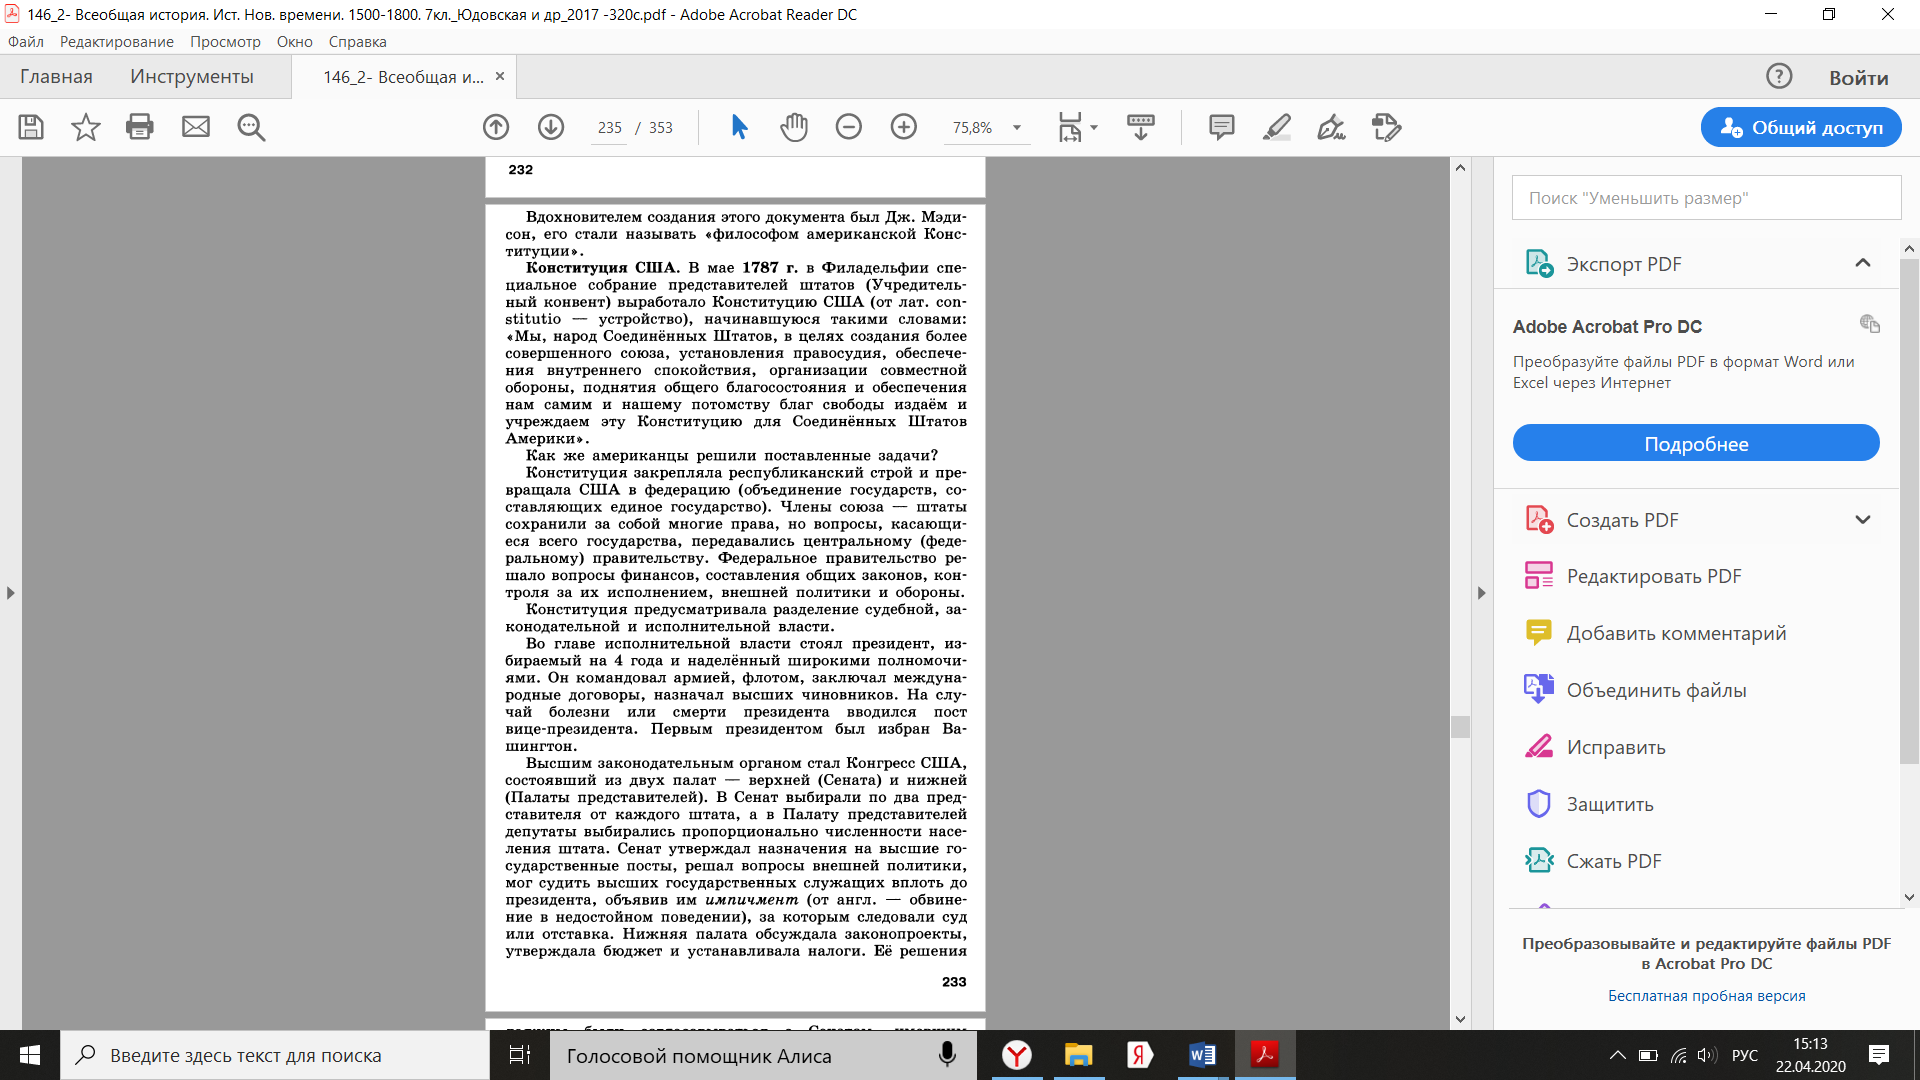 146_2- Всеобщая история. Ист. Нов. времени. 1500-1800. 7кл._Юдовская и др_2017 -320с.pdf - Adobe Acrobat Reader DC
Файл Редактирование Просмотр Окно Справка
Главная Инструменты 146_2- Всеобщая и... × Войти
235 / 353 75,8% Общий доступ
232
Вдохновителем создания этого документа был Дж. Мэди-
сон, его стали называть «философом американской Конс-
титуции».
Конституция США. В мае 1787 г. в Филадельфии спе-
циальное собрание представителей штатов (Учредитель-
ный конвент) выработало Конституцию США (от лат. con-
stitutio — устройство), начинавшуюся такими словами:
«Мы, народ Соединённых Штатов, в целях создания более
совершенного союза, установления правосудия, обеспече-
ния внутреннего спокойствия, организации совместной
обороны, поднятия общего благосостояния и обеспечения
нам самим и нашему потомству благ свободы издаём и
учреждаем эту Конституцию для Соединённых Штатов
Америки».
Как же американцы решили поставленные задачи?
Конституция закрепляла республиканский строй и пре-
вращала США в федерацию (объединение государств, со-
ставляющих единое государство). Члены союза — штаты
сохранили за собой многие права, но вопросы, касающи-
еся всего государства, передавались центральному (феде-
ральному) правительству. Федеральное правительство ре-
шало вопросы финансов, составления общих законов, кон-
троля за их исполнением, внешней политики и обороны.
Конституция предусматривала разделение судебной, за-
конодательной и исполнительной власти.
Во главе исполнительной власти стоял президент, из-
бираемый на 4 года и наделённый широкими полномочи-
ями. Он командовал армией, флотом, заключал междуна-
родные договоры, назначал высших чиновников. На слу-
чай болезни или смерти президента вводился пост
вице-президента. Первым президентом был избран Ва-
шингтон.
Высшим законодательным органом стал Конгресс США,
состоявший из двух палат — верхней (Сената) и нижней
(Палаты представителей). В Сенат выбирали по два пред-
ставителя от каждого штата, а в Палату представителей
депутаты выбирались пропорционально численности насе-
ления штата. Сенат утверждал назначения на высшие го-
сударственные посты, решал вопросы внешней политики,
мог судить высших государственных служащих вплоть до
президента, объявив им импичмент (от англ. — обвине-
ние в недостойном поведении), за которым следовали суд
или отставка. Нижняя палата обсуждала законопроекты,
утверждала бюджет и устанавливала налоги. Её решения
233
Поиск "Уменьшить размер"
Экспорт PDF
Adobe Acrobat Pro DC
Преобразуйте файлы PDF в формат Word или
Excel через Интернет
Подробнее
Создать PDF
Редактировать PDF
Добавить комментарий
Объединить файлы
Исправить
Защитить
Сжать PDF
Преобразовывайте и редактируйте файлы PDF
в Acrobat Pro DC
Бесплатная пробная версия
Введите здесь текст для поиска
Голосовой помощник Алиса
РУС
15:13
22.04.2020